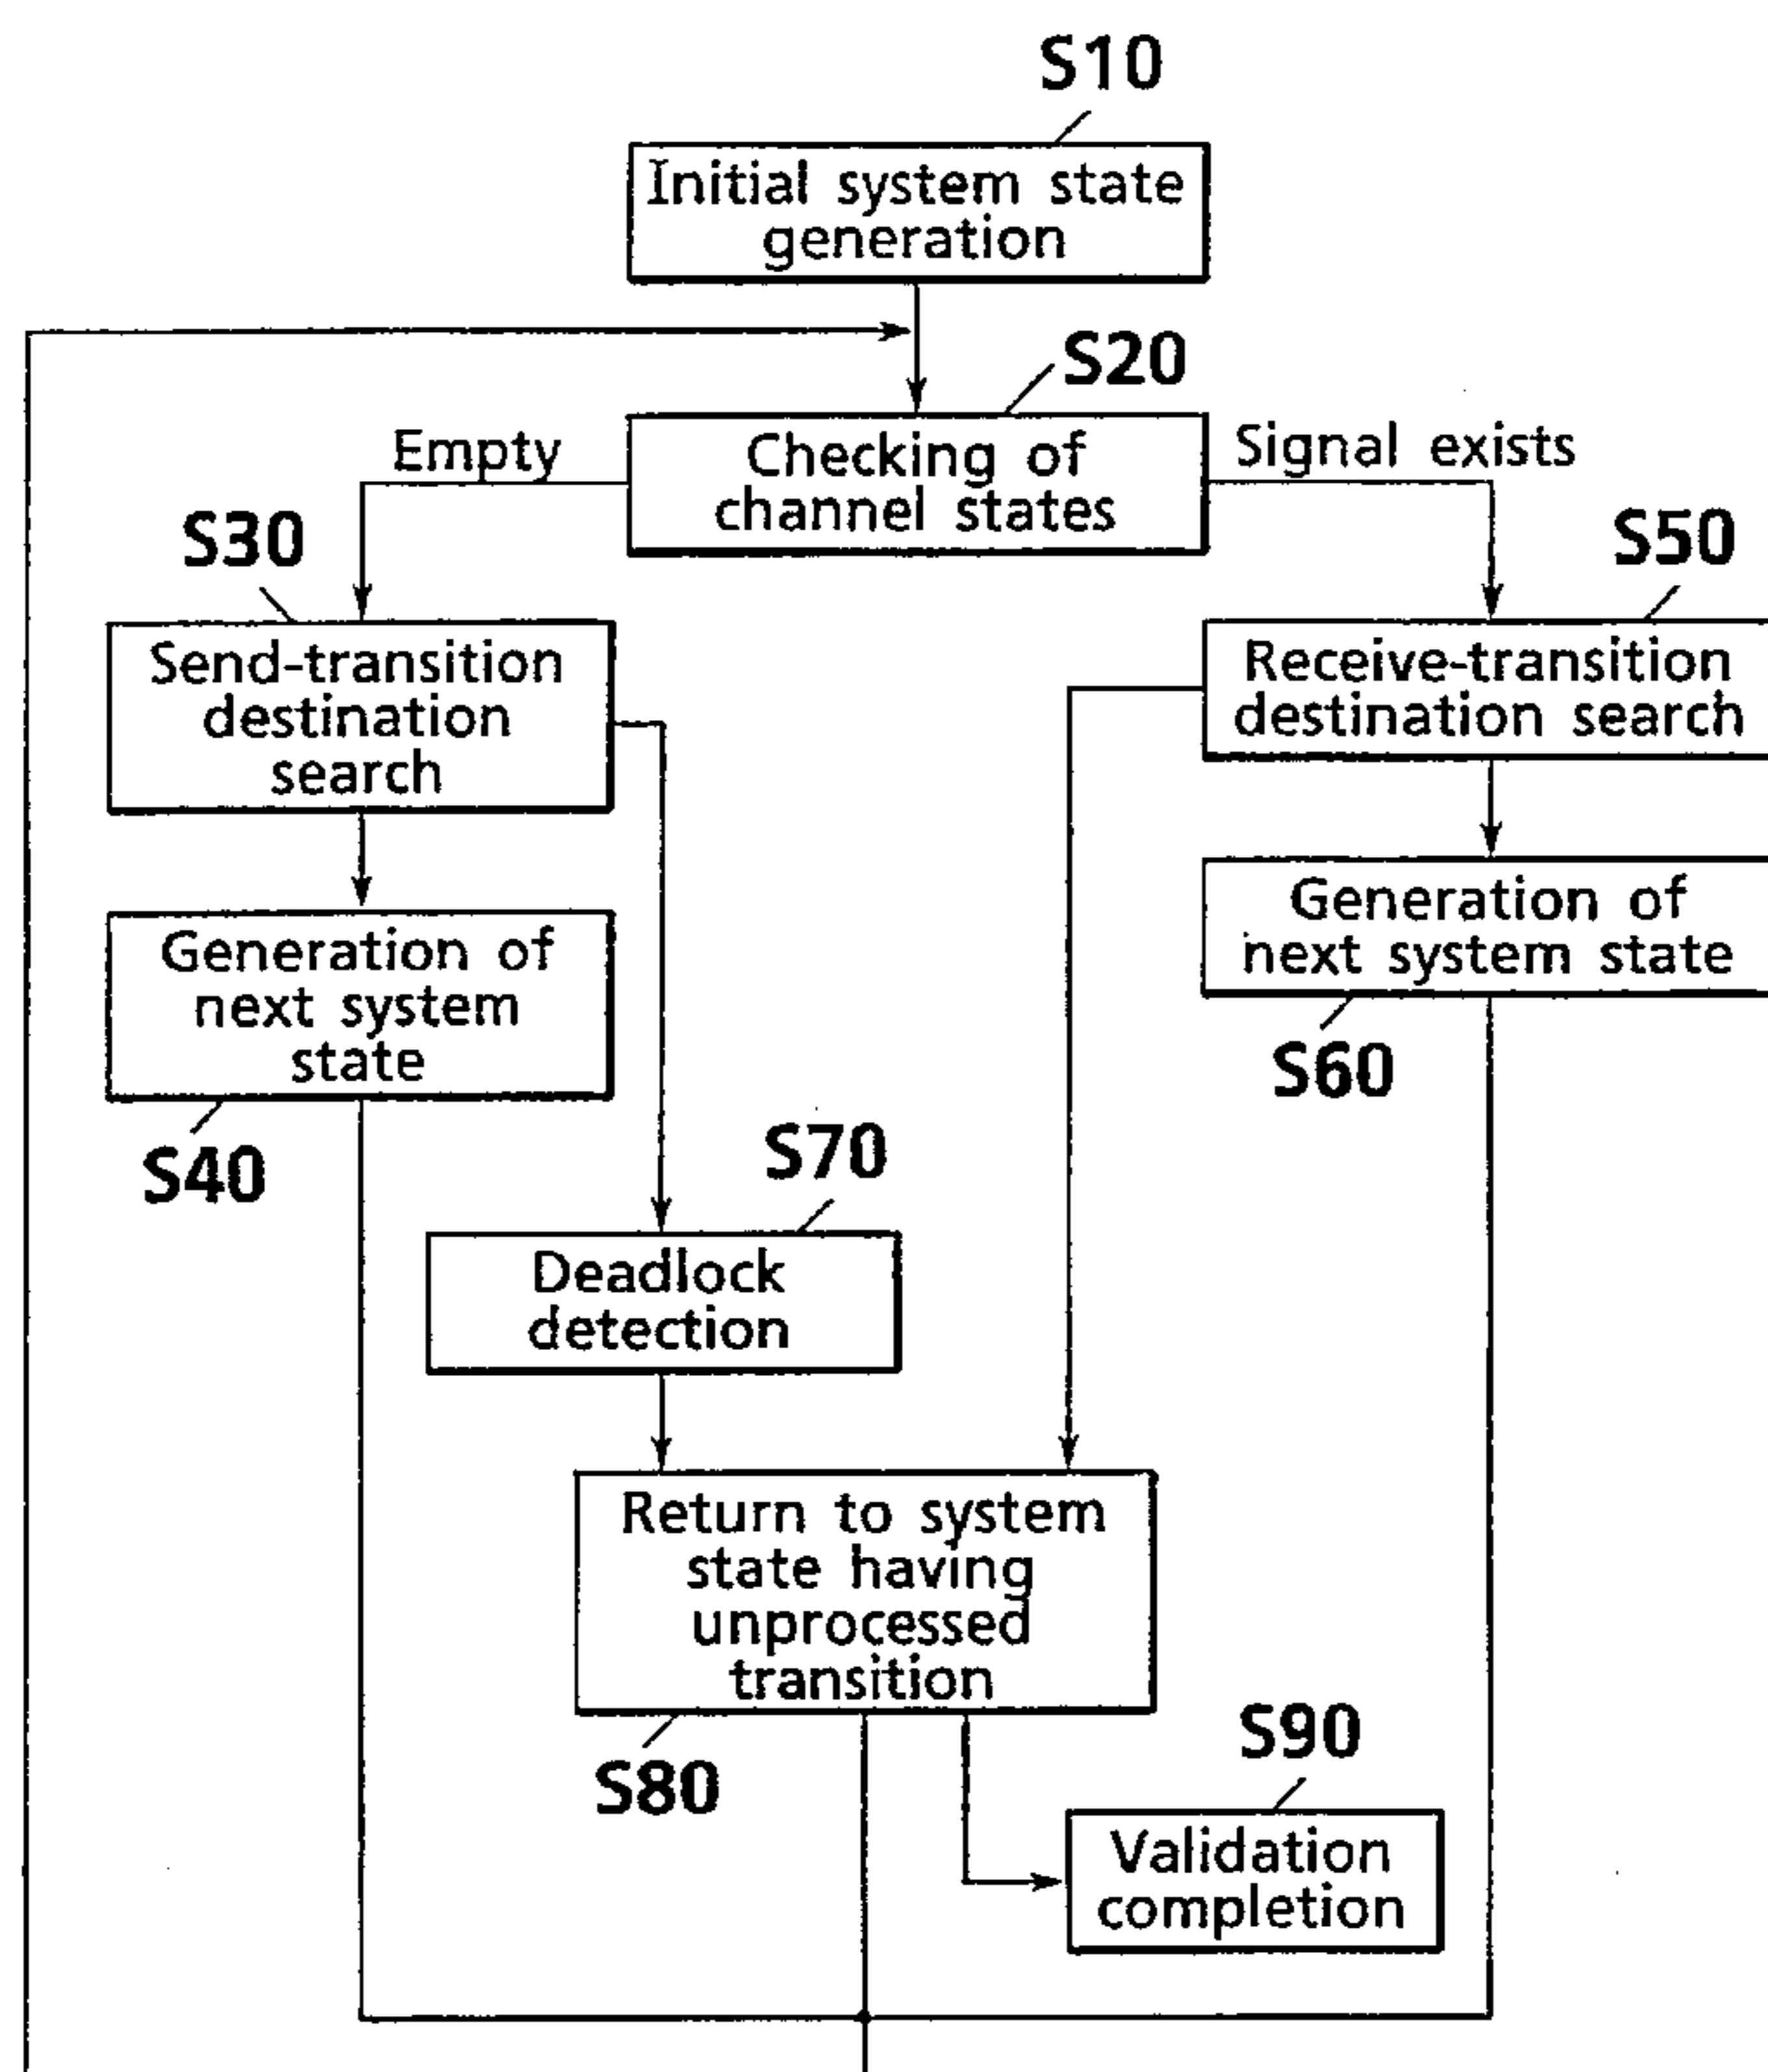 S10
Initial system state
generation
S20
Empty
Checking of
channel states
Signal exists
S30
S50
Send-transition
destination
search
Receive-transition
destination search
Generation of
next system
state
Generation of
next system state
S60
S40
S70
Deadlock
detection
Return to system
state having
unprocessed
transition
S80
S90
Validation
completion